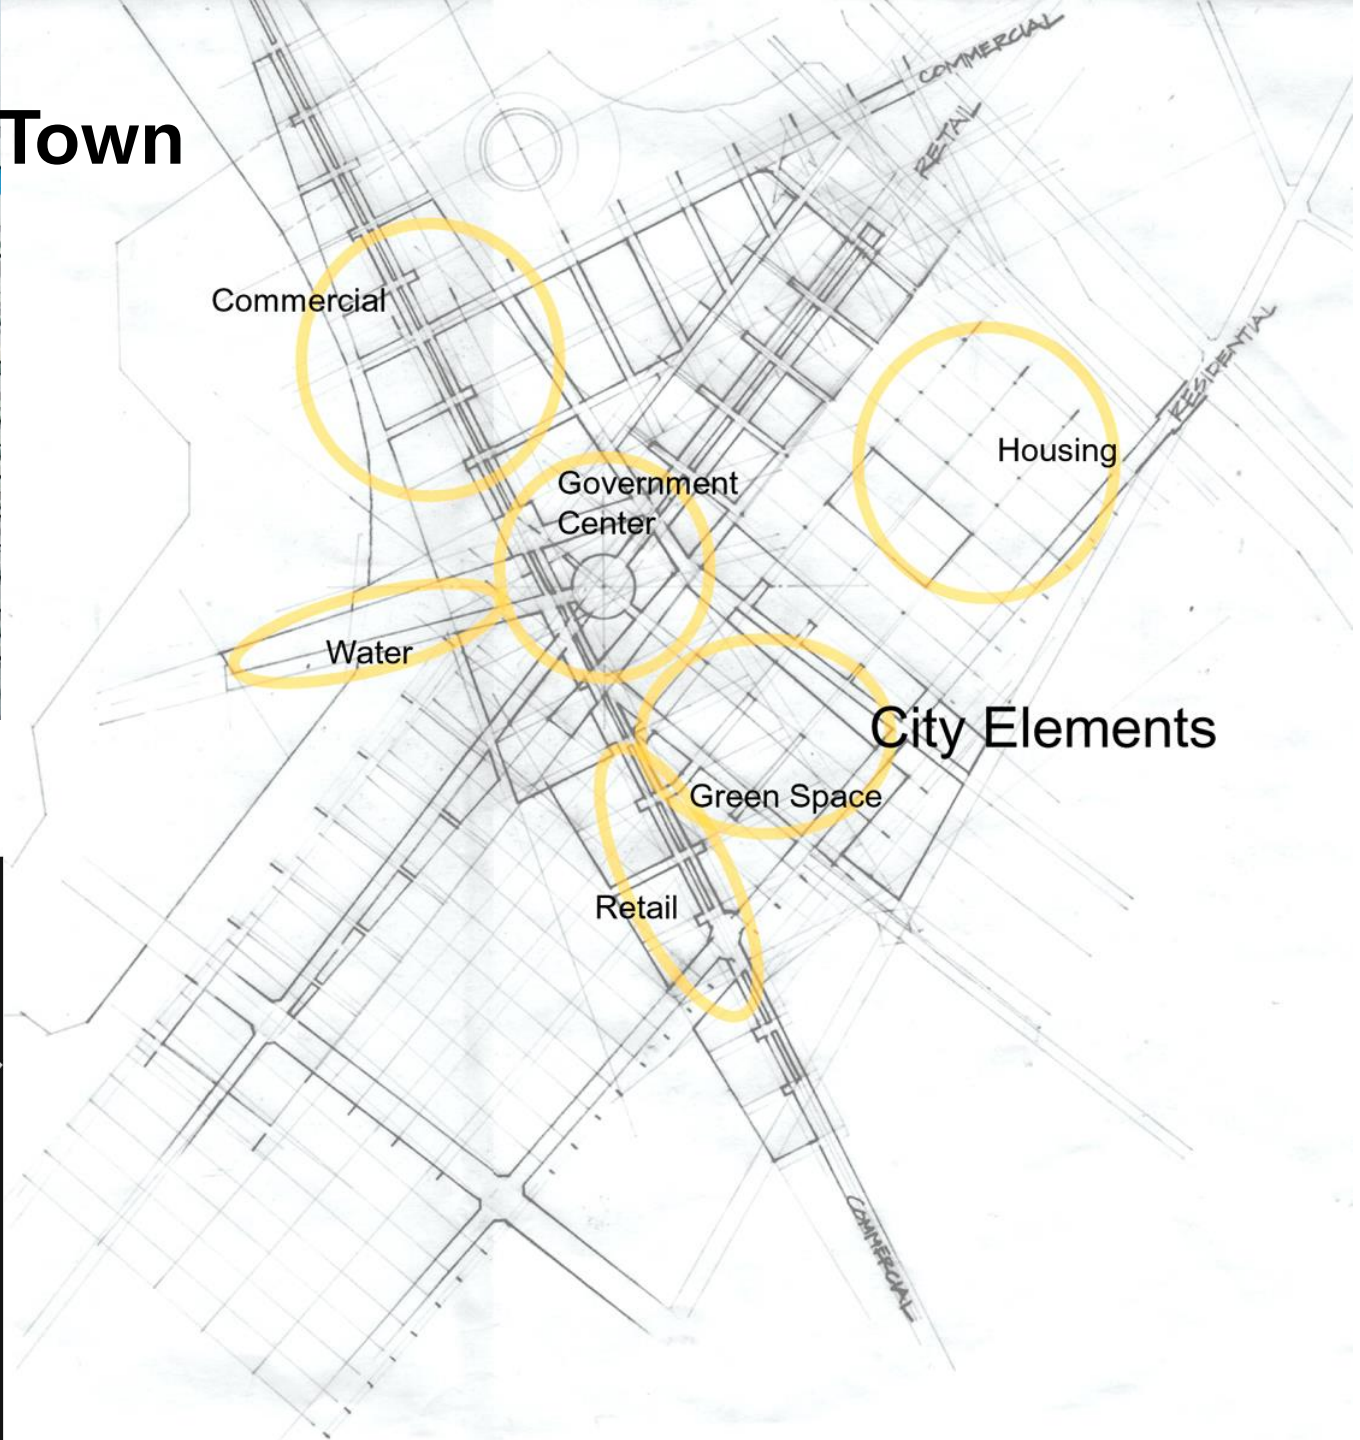 COMMERCIAL
Town
RETAIL
Commercial
RESIDENTIAL
Housing
Government
Center
Water
City Elements
Green Space
Retail
COMMERCIAL